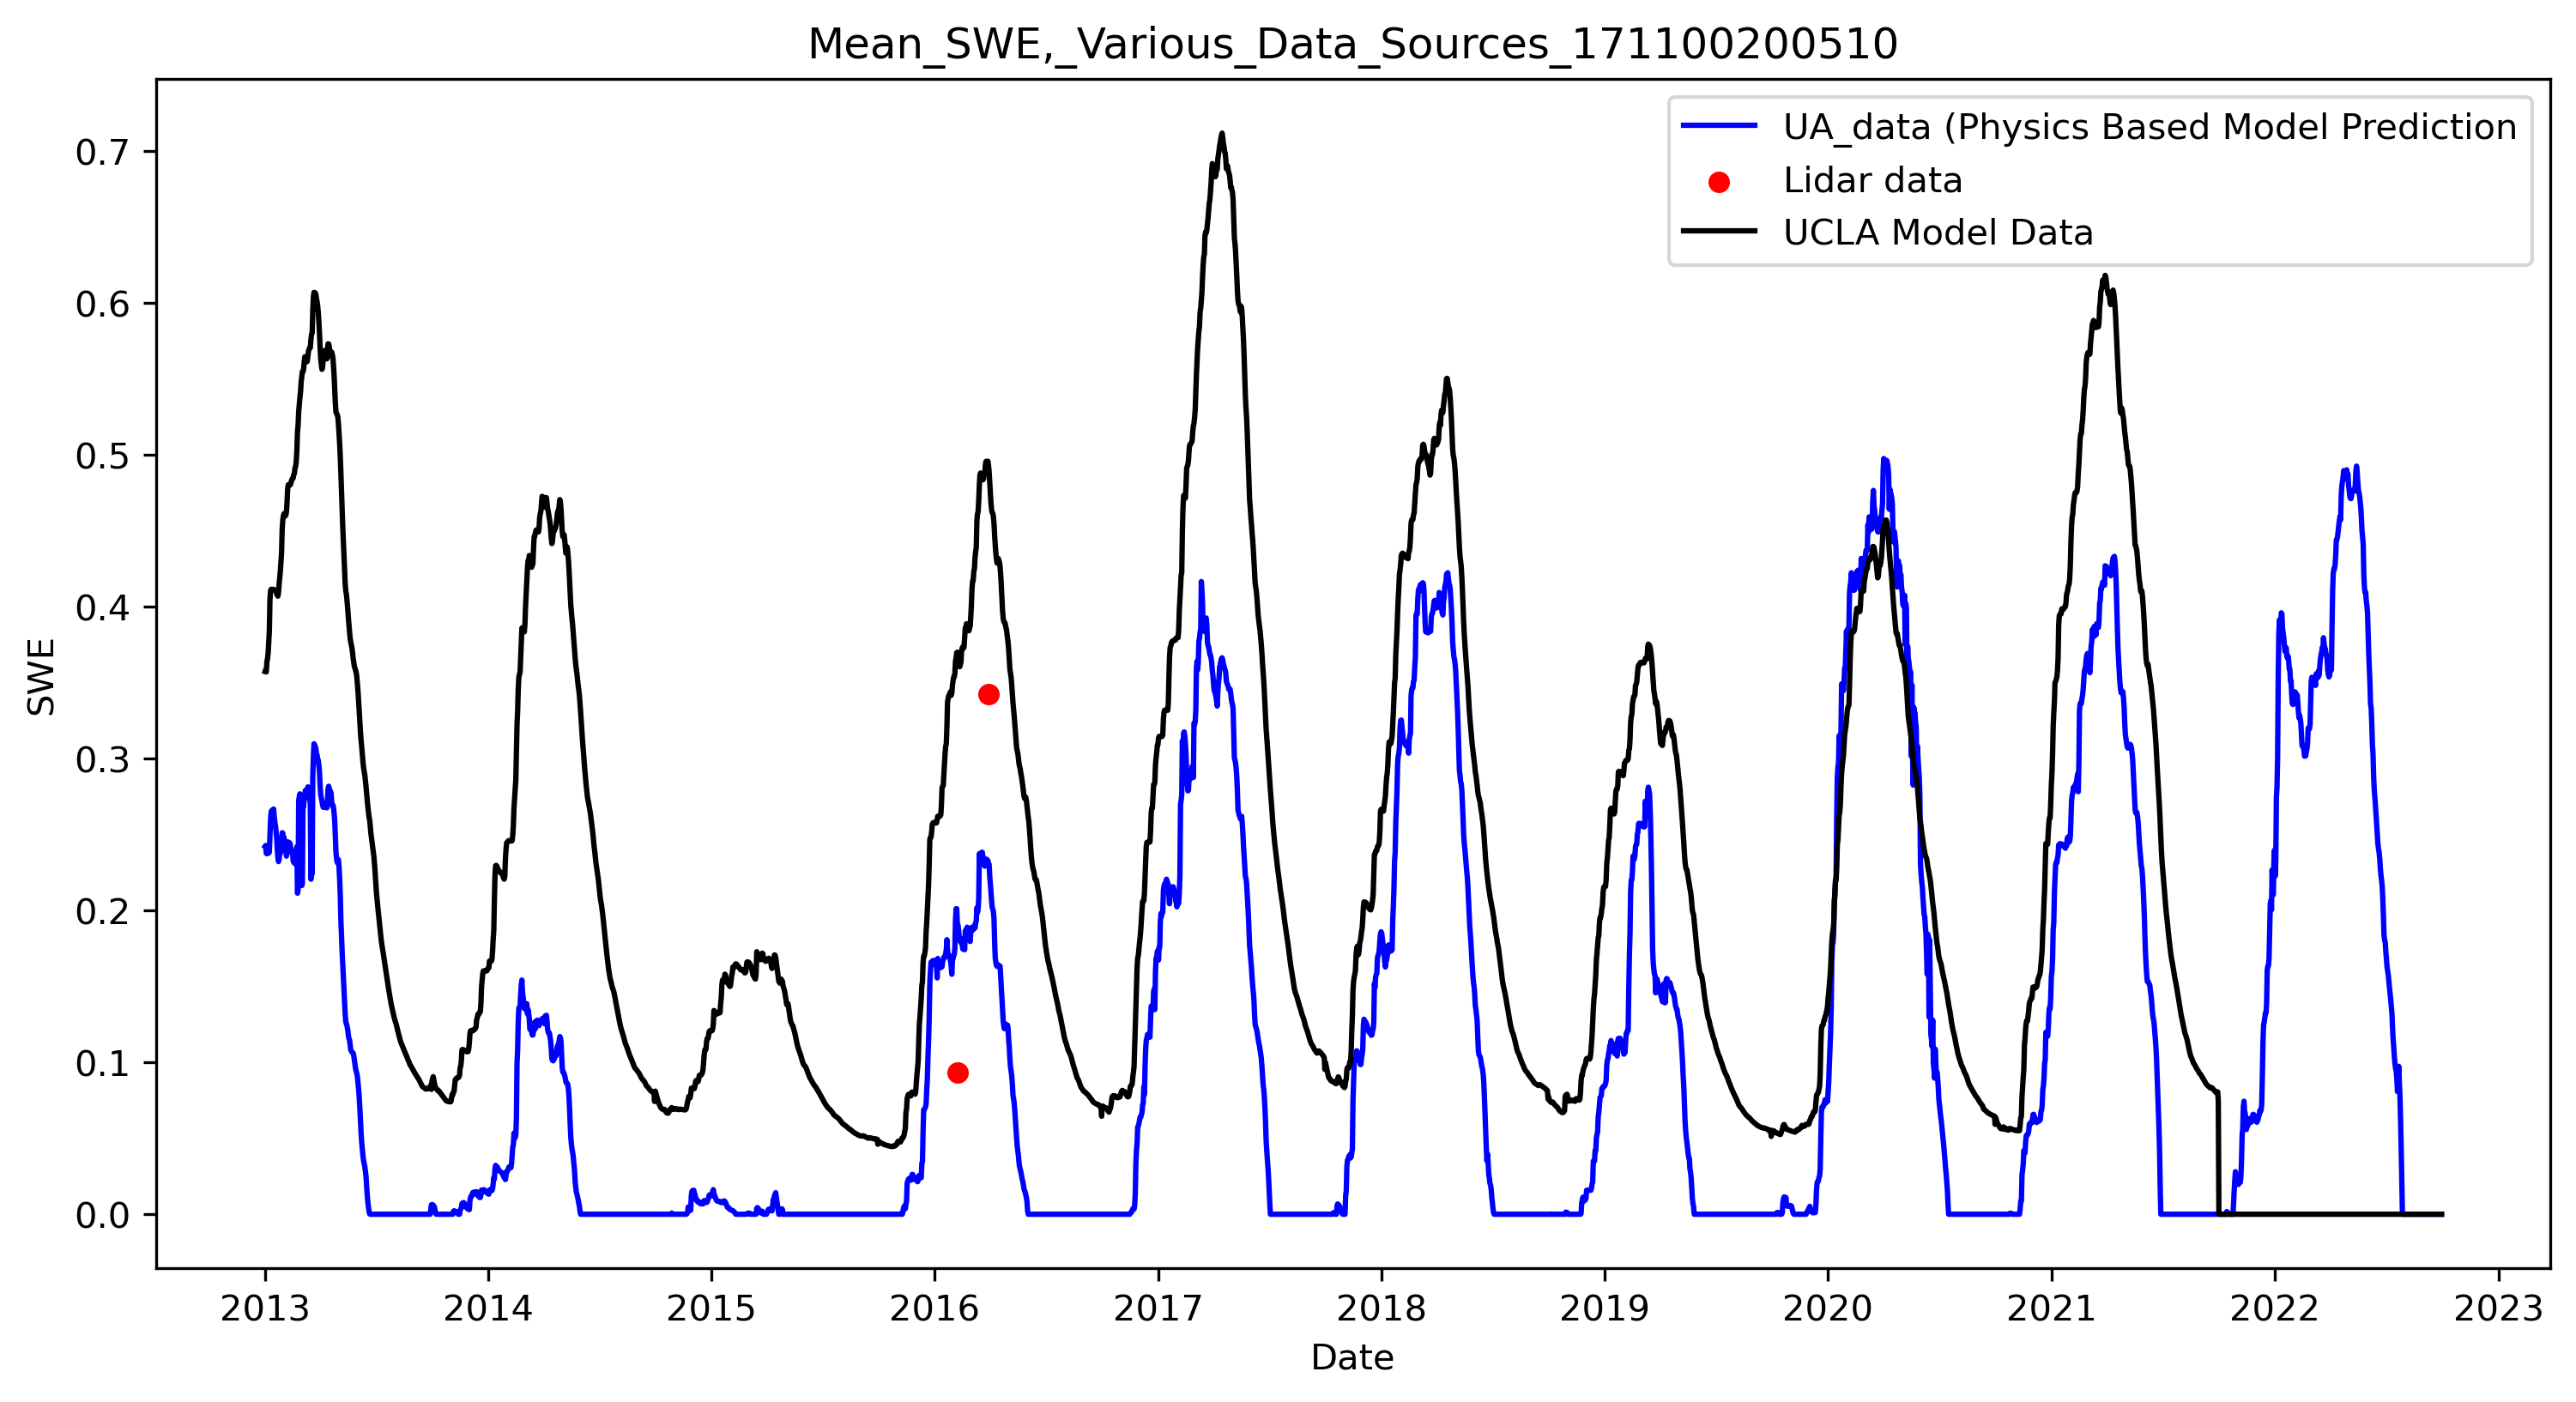 Mean_SWE,_Various_Data_Sources_171100200510
UA_data (Physics Based Model Prediction
Lidar data
UCLA Model Data
SWE
0.7
0.6
0.5
0.4
0.3
0.2
0.1
0.0
2013 2014 2015 2016 2017 2018 2019 2020 2021 2022 2023
Date